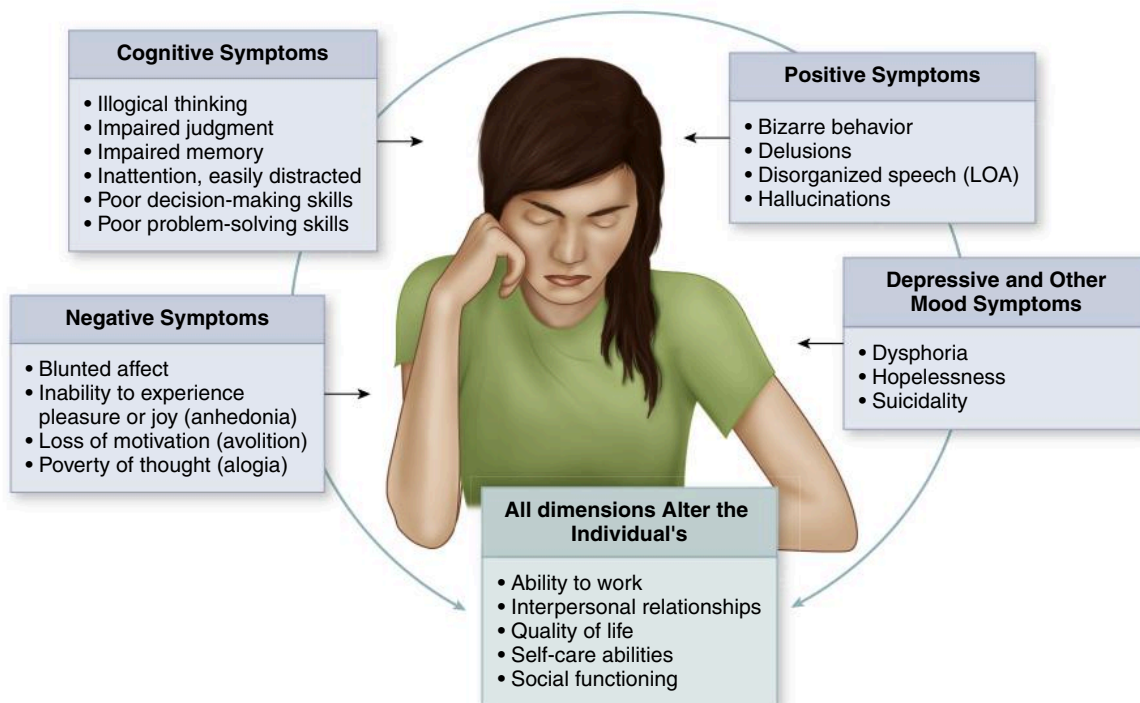 Cognitive Symptoms
• Illogical thinking
• Impaired judgment
• Impaired memory
• Inattention, easily distracted
• Poor decision-making skills
• Poor problem-solving skills
Positive Symptoms
• Bizarre behavior
• Delusions
• Disorganized speech (LOA)
• Hallucinations
Negative Symptoms
• Blunted affect
• Inability to experience
pleasure or joy (anhedonia)
• Loss of motivation (avolition)
• Poverty of thought (alogia)
Depressive and Other
Mood Symptoms
• Dysphoria
• Hopelessness
• Suicidality
All dimensions Alter the
Individual's
• Ability to work
• Interpersonal relationships
• Quality of life
• Self-care abilities
• Social functioning